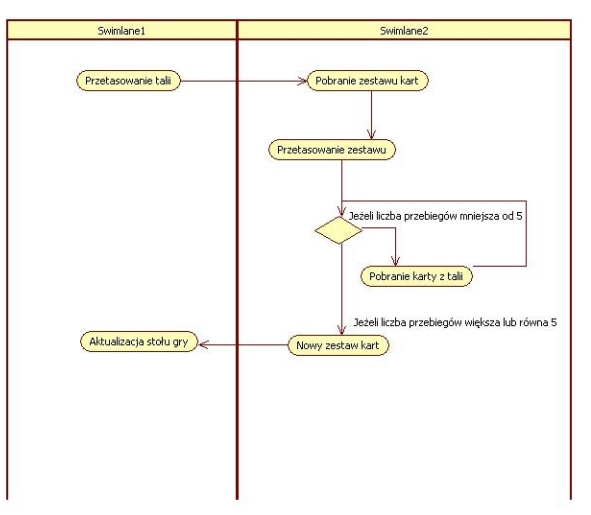 Swimlane1
Swimlane2
Przetasowanie talii
Pobranie zestawu kart
Przetasowanie zestawu
Jeżeli liczba przebiegów mniejsza od 5
Pobranie karty z talii
Jeżeli liczba przebiegów większa lub równa 5
Aktualizacja stołu gry
Nowy zestaw kart